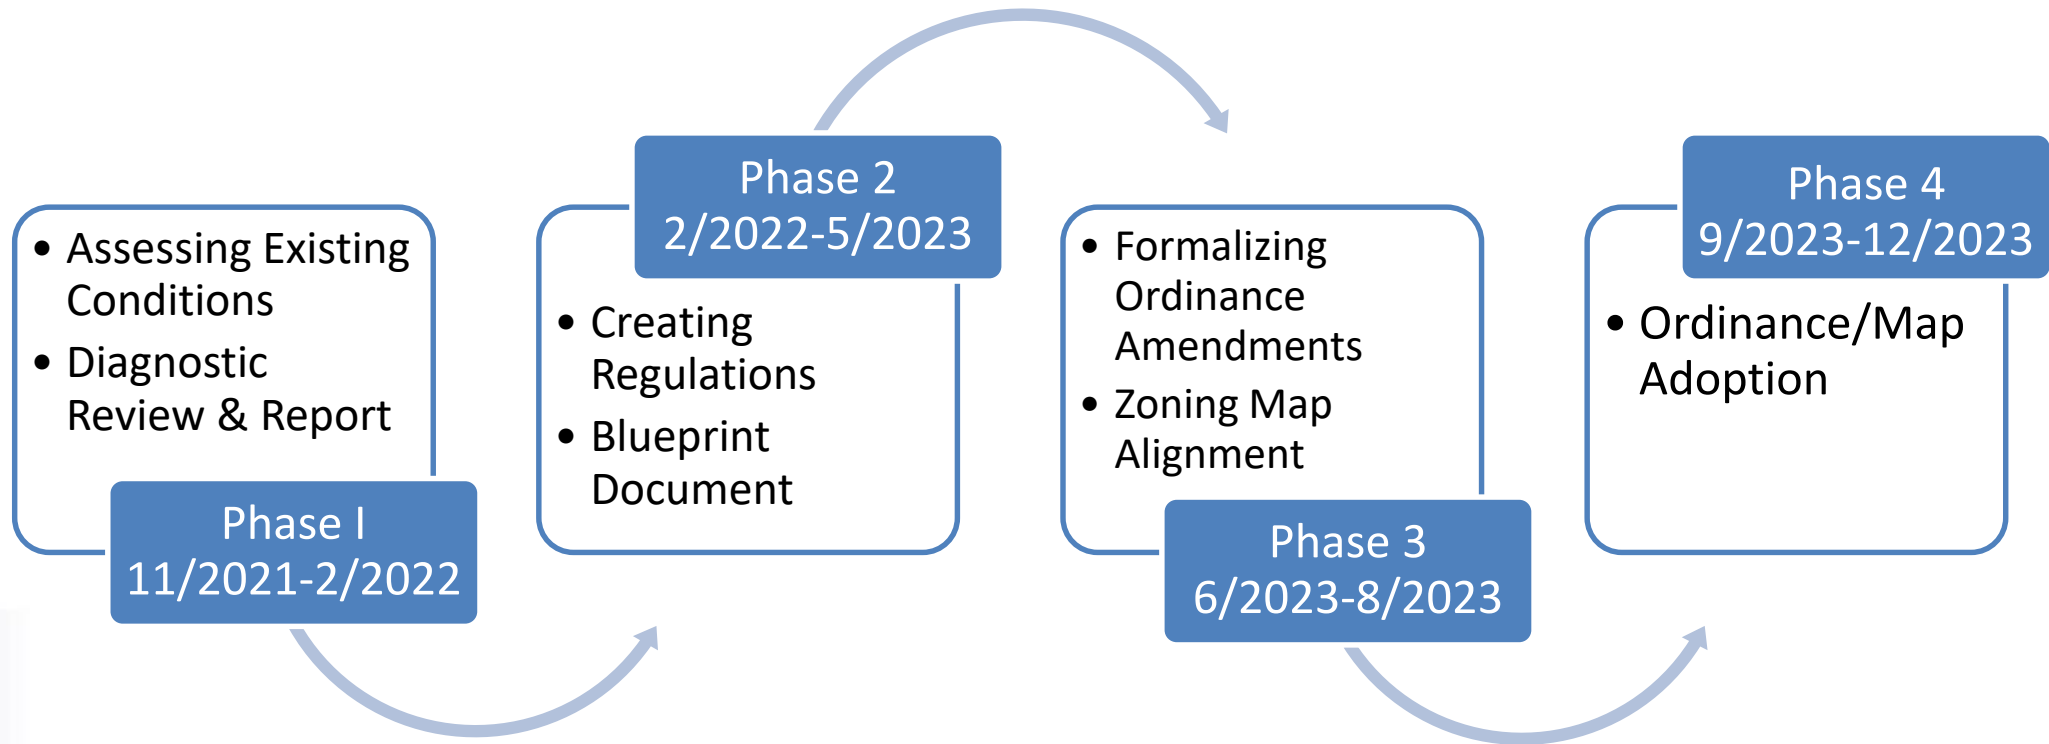 • Assessing Existing
Conditions
• Diagnostic
Review & Report
Phase I
11/2021-2/2022
Phase 2
2/2022-5/2023
• Creating
Regulations
• Blueprint
Document
• Formalizing
Ordinance
Amendments
• Zoning Map
Alignment
Phase 3
6/2023-8/2023
Phase 4
9/2023-12/2023
• Ordinance/Map
Adoption